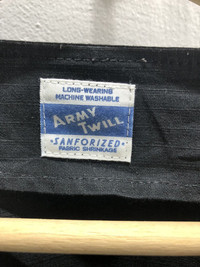 LONG-WEARING
MACHINE WASHABLE
ARMY
TWILL
•SANFORIZED•
FABRIC SHRINKAGE